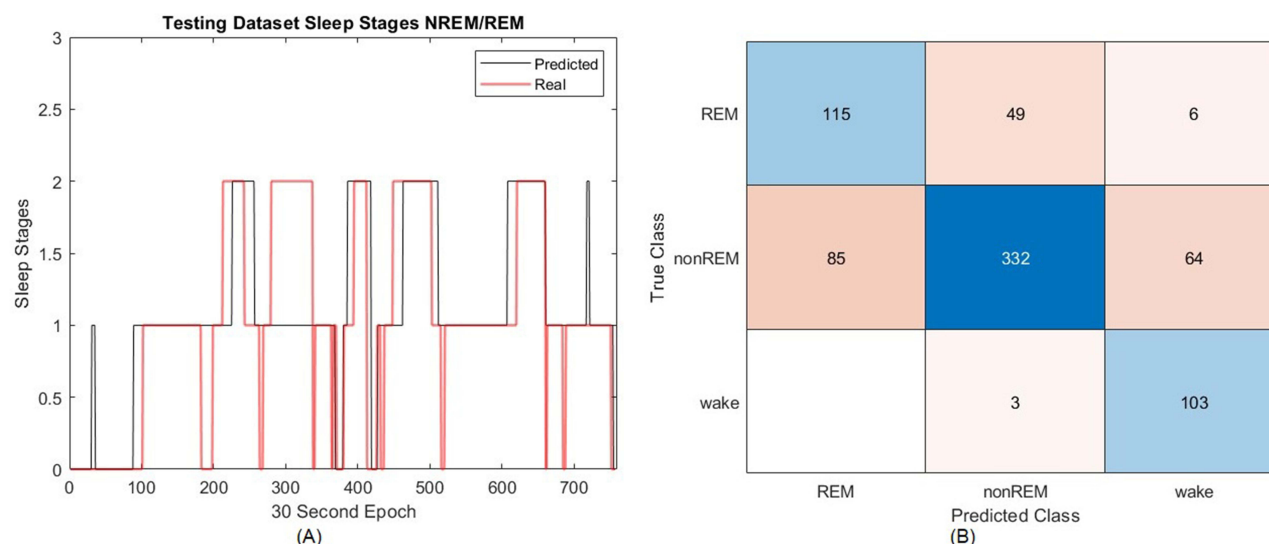 Testing Dataset Sleep Stages NREM/REM
3
2.5
2
1.5
1
0.5
0
Sleep Stages
Predicted
Real
0 100 200 300 400 500 600 700
30 Second Epoch
(A)
True Class
REM 115 49 6
nonREM 85 332 64
wake 3 103
REM nonREM wake
Predicted Class
(B)